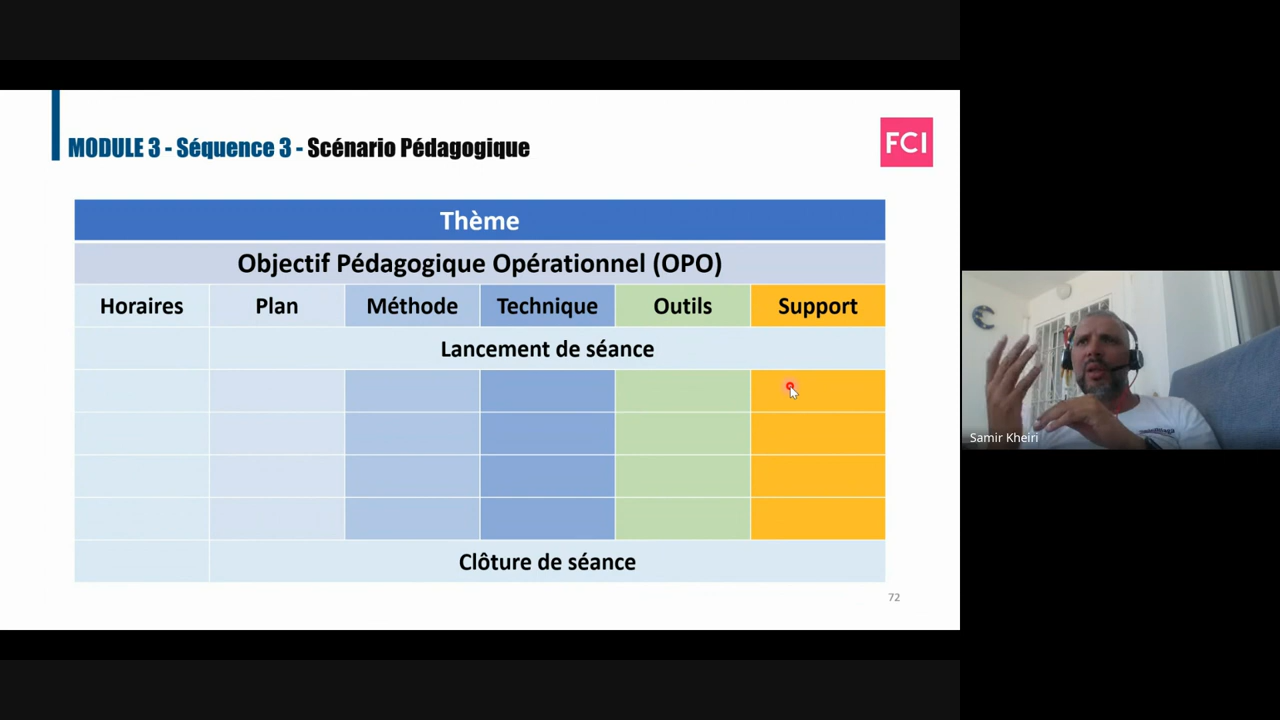 MODULE 3 - Séquence 3 - Scénario Pédagogique
FCI
Thème
Objectif Pédagogique Opérationnel (OPO)
Horaires Plan Méthode Technique Outils Support
Lancement de séance
Clôture de séance
72
Samir Kheiri